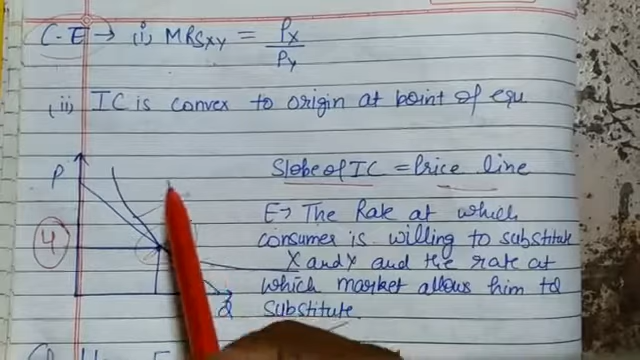 C-E → (i) MRSxy = Px
Py
(ii) IC is convex to origin at point of equ
Slope of IC = Price line
P
E→ The Rate at which
4
consumer is willing to substitute
X and Y and the rate at
which market allows him to
Q
substitute.